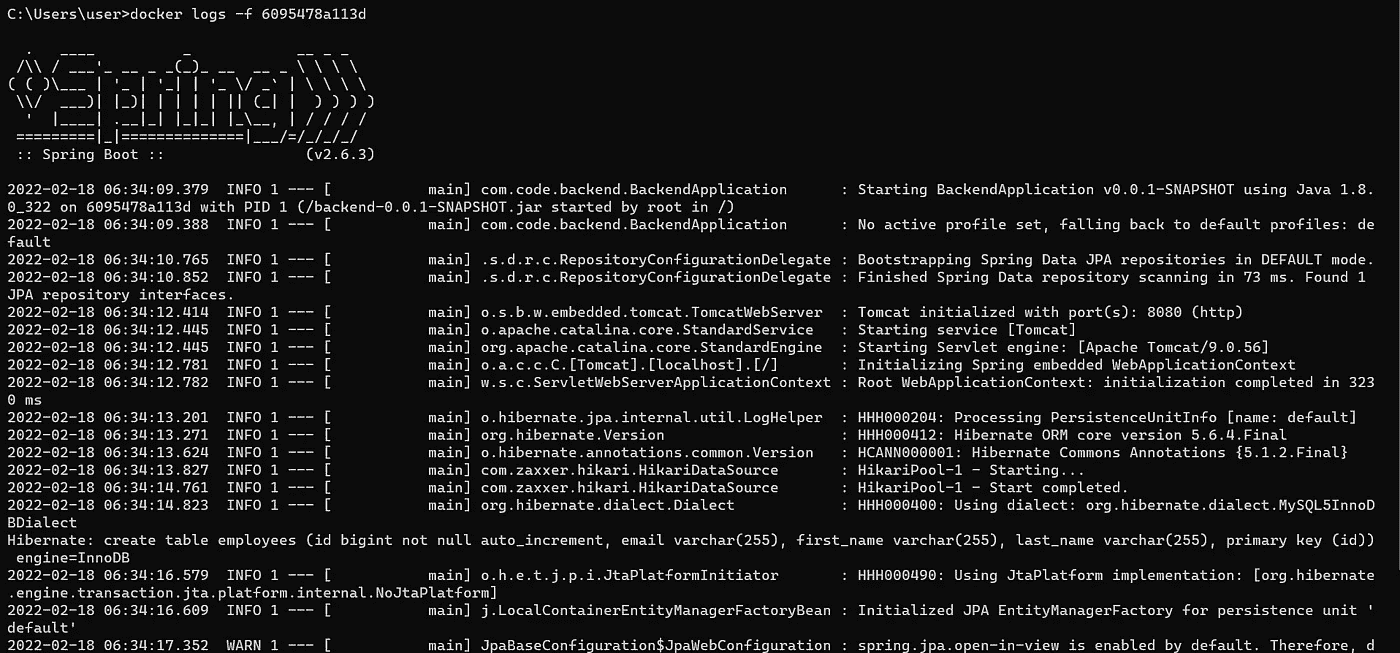 C:\Users\user>docker logs -f 6095478a113d
  .   ____          _            __ _ _
 /\\ / ___'_ __ _ _(_)_ __  __ _ \ \ \ \
( ( )\___ | '_ | '_| | '_ \/ _` | \ \ \ \
 \\/  ___)| |_)| | | | | || (_| |  ) ) ) )
  '  |____| .__|_| |_|_| |_\__, | / / / /
 =========|_|==============|___/=/_/_/_/
 :: Spring Boot ::                (v2.6.3)
2022-02-18 06:34:09.379  INFO 1 --- [           main] com.code.backend.BackendApplication      : Starting BackendApplication v0.0.1-SNAPSHOT using Java 1.8.
0_322 on 6095478a113d with PID 1 (/backend-0.0.1-SNAPSHOT.jar started by root in /)
2022-02-18 06:34:09.388  INFO 1 --- [           main] com.code.backend.BackendApplication      : No active profile set, falling back to default profiles: de
fault
2022-02-18 06:34:10.765  INFO 1 --- [           main] .s.d.r.c.RepositoryConfigurationDelegate : Bootstrapping Spring Data JPA repositories in DEFAULT mode.
2022-02-18 06:34:10.852  INFO 1 --- [           main] .s.d.r.c.RepositoryConfigurationDelegate : Finished Spring Data repository scanning in 73 ms. Found 1
JPA repository interfaces.
2022-02-18 06:34:12.414  INFO 1 --- [           main] o.s.b.w.embedded.tomcat.TomcatWebServer  : Tomcat initialized with port(s): 8080 (http)
2022-02-18 06:34:12.445  INFO 1 --- [           main] o.apache.catalina.core.StandardService   : Starting service [Tomcat]
2022-02-18 06:34:12.445  INFO 1 --- [           main] org.apache.catalina.core.StandardEngine  : Starting Servlet engine: [Apache Tomcat/9.0.56]
2022-02-18 06:34:12.781  INFO 1 --- [           main] o.a.c.c.C.[Tomcat].[localhost].[/]       : Initializing Spring embedded WebApplicationContext
2022-02-18 06:34:12.782  INFO 1 --- [           main] w.s.c.ServletWebServerApplicationContext : Root WebApplicationContext: initialization completed in 323
0 ms
2022-02-18 06:34:13.201  INFO 1 --- [           main] o.hibernate.jpa.internal.util.LogHelper  : HHH000204: Processing PersistenceUnitInfo [name: default]
2022-02-18 06:34:13.271  INFO 1 --- [           main] org.hibernate.Version                    : HHH000412: Hibernate ORM core version 5.6.4.Final
2022-02-18 06:34:13.624  INFO 1 --- [           main] o.hibernate.annotations.common.Version   : HCANN000001: Hibernate Commons Annotations {5.1.2.Final}
2022-02-18 06:34:13.827  INFO 1 --- [           main] com.zaxxer.hikari.HikariDataSource       : HikariPool-1 - Starting...
2022-02-18 06:34:14.761  INFO 1 --- [           main] com.zaxxer.hikari.HikariDataSource       : HikariPool-1 - Start completed.
2022-02-18 06:34:14.823  INFO 1 --- [           main] org.hibernate.dialect.Dialect            : HHH000400: Using dialect: org.hibernate.dialect.MySQL5InnoD
BDialect
Hibernate: create table employees (id bigint not null auto_increment, email varchar(255), first_name varchar(255), last_name varchar(255), primary key (id))
 engine=InnoDB
2022-02-18 06:34:16.579  INFO 1 --- [           main] o.h.e.t.j.p.i.JtaPlatformInitiator       : HHH000490: Using JtaPlatform implementation: [org.hibernate
.engine.transaction.jta.platform.internal.NoJtaPlatform]
2022-02-18 06:34:16.609  INFO 1 --- [           main] j.LocalContainerEntityManagerFactoryBean : Initialized JPA EntityManagerFactory for persistence unit '
default'
2022-02-18 06:34:17.352  WARN 1 --- [           main] JpaBaseConfiguration$JpaWebConfiguration : spring.jpa.open-in-view is enabled by default. Therefore, d